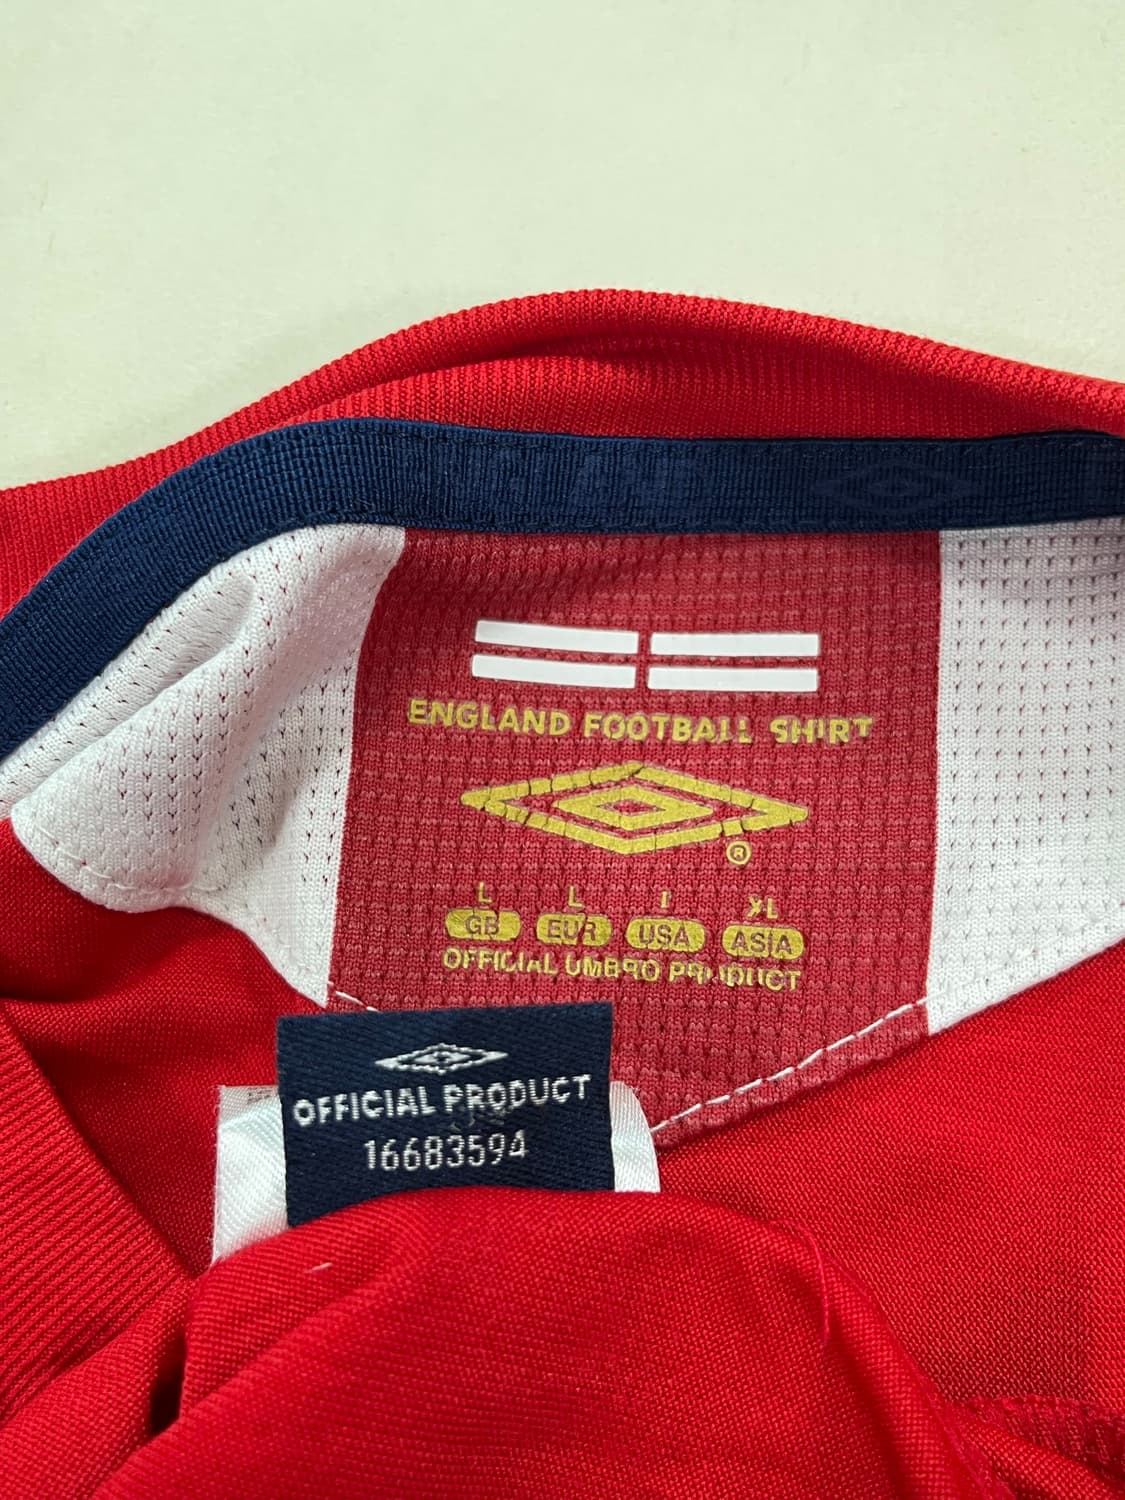 ENGLAND FOOTBALL SHIRT
®
L L XL
GB EUR USA ASIA
OFFICIAL UMBRO PRODUCT
OFFICIAL PRODUCT
16683594